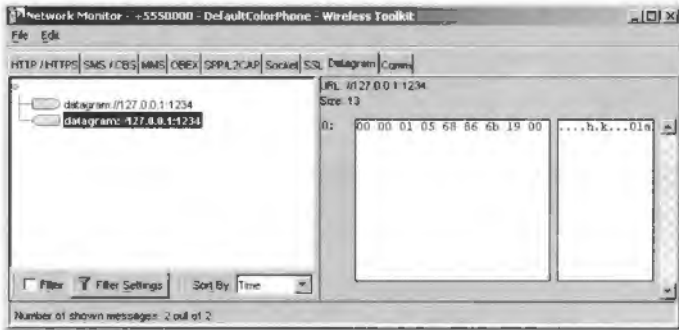 Network Monitor - +5550000 - DefaultColorPhone - Wireless Toolkit
File Edit
HTTP/HTTPS SMS/CBS MMS OBEX SPP/L2CAP Socket SSL Datagram Comm
datagram://127.0.0.1:1234
datagram://127.0.0.1:1234
URL: //127.0.0.1:1234
Size: 13
0: 00 00 01 05 68 86 6b 19 00 ....h.k...01a
Filter Filter Settings Sort By Time
Number of shown messages: 2 out of 2